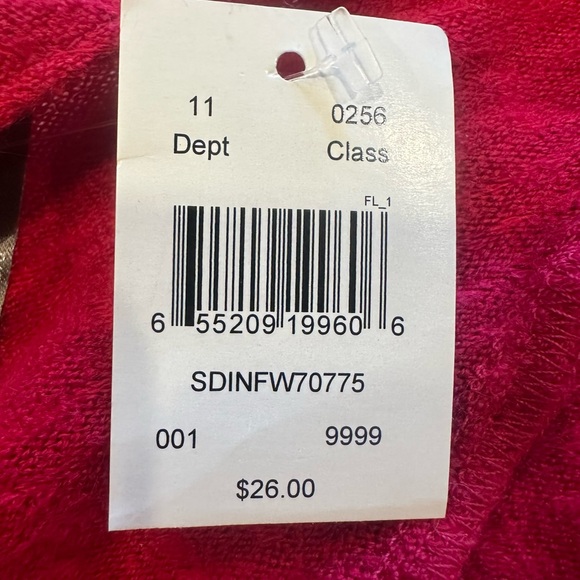 11 0256
Dept Class
FL_1
6 55209 19960 6
SDINFW70775
001 9999
$26.00